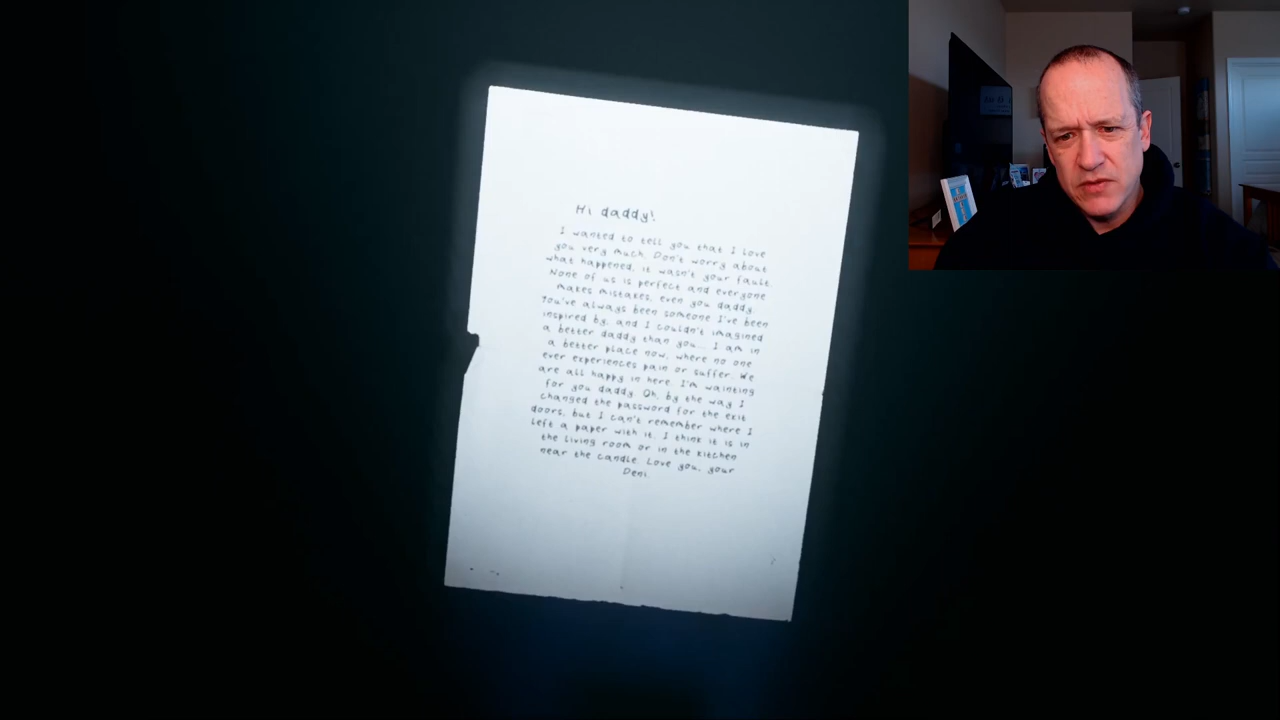 Hi daddy!
I wanted to tell you that I love
you very much. Don't worry about
what happened, it wasn't your fault.
None of us is perfect and everyone
makes mistakes, even you daddy
You've always been someone I've been
inspired by, and I couldn't imagined
a better daddy than you... I am in
a better place now, where no one
ever experiences pain or suffer. We
are all happy in here. I'm wainting
for you daddy Oh, by the way I
changed the password for the exit
doors, but I can't remember where I
left a paper with it. I think it is in
the living room or in the kitchen
near the candle. Love you, your
Deni.